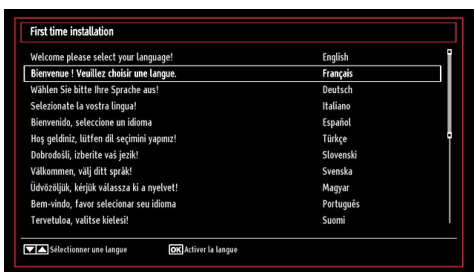 First time installation
Welcome please select your language! English
Bienvenue ! Veuillez choisir une langue. Français
Wählen Sie bitte Ihre Sprache aus! Deutsch
Selezionate la vostra lingua! Italiano
Bienvenido, seleccione un idioma Español
Hoş geldiniz, lütfen dil seçimini yapınız! Türkçe
Dobrodošli, izberite vaš jezik! Slovenski
Välkommen, välj ditt språk! Svenska
Üdvözöljük, kérjük válassza ki a nyelvet! Magyar
Bem-vindo, favor selecionar seu idioma Português
Tervetuloa, valitse kielesi! Suomi
Sélectionner une langue OK Activer la langue